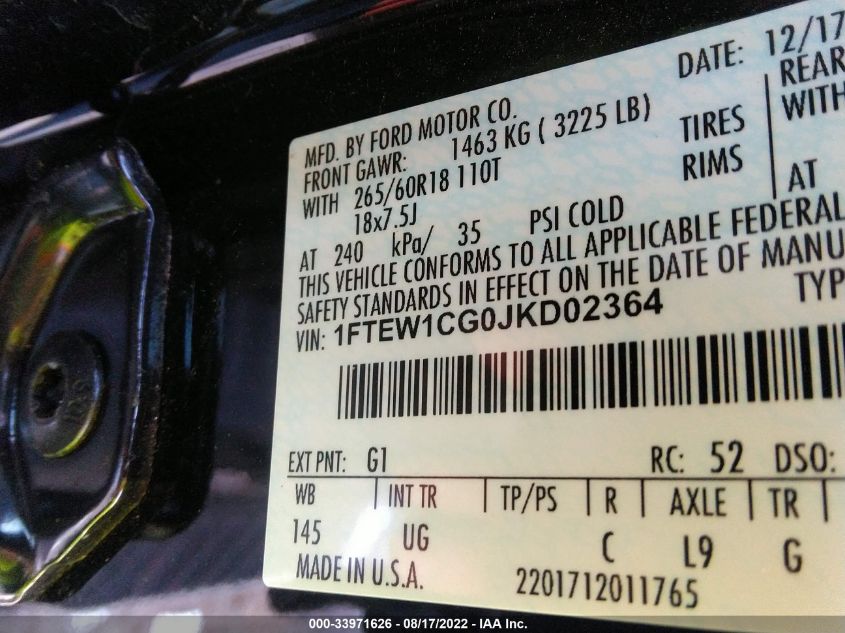 DATE: 12/17
MFD. BY FORD MOTOR CO.
FRONT GAWR: 1463 KG ( 3225 LB) REAR
WITH 265/60R18 110T TIRES WITH
18x7.5J RIMS
AT 240 kPa/ 35 PSI COLD AT
THIS VEHICLE CONFORMS TO ALL APPLICABLE FEDERAL
SAFETY STANDARDS IN EFFECT ON THE DATE OF MANU
VIN: 1FTEW1CG0JKD02364 TYP
EXT PNT: G1 RC: 52 DSO:
WB INT TR TP/PS R AXLE TR
145 UG C L9 G
MADE IN U.S.A. 2201712011765
000-33971626 - 08/17/2022 - IAA Inc.